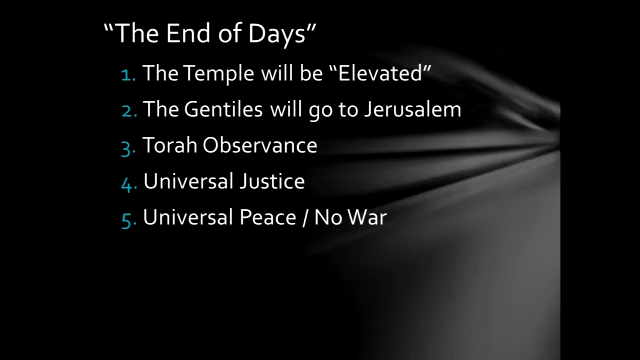 “The End of Days”
1. The Temple will be “Elevated”
2. The Gentiles will go to Jerusalem
3. Torah Observance
4. Universal Justice
5. Universal Peace / No War